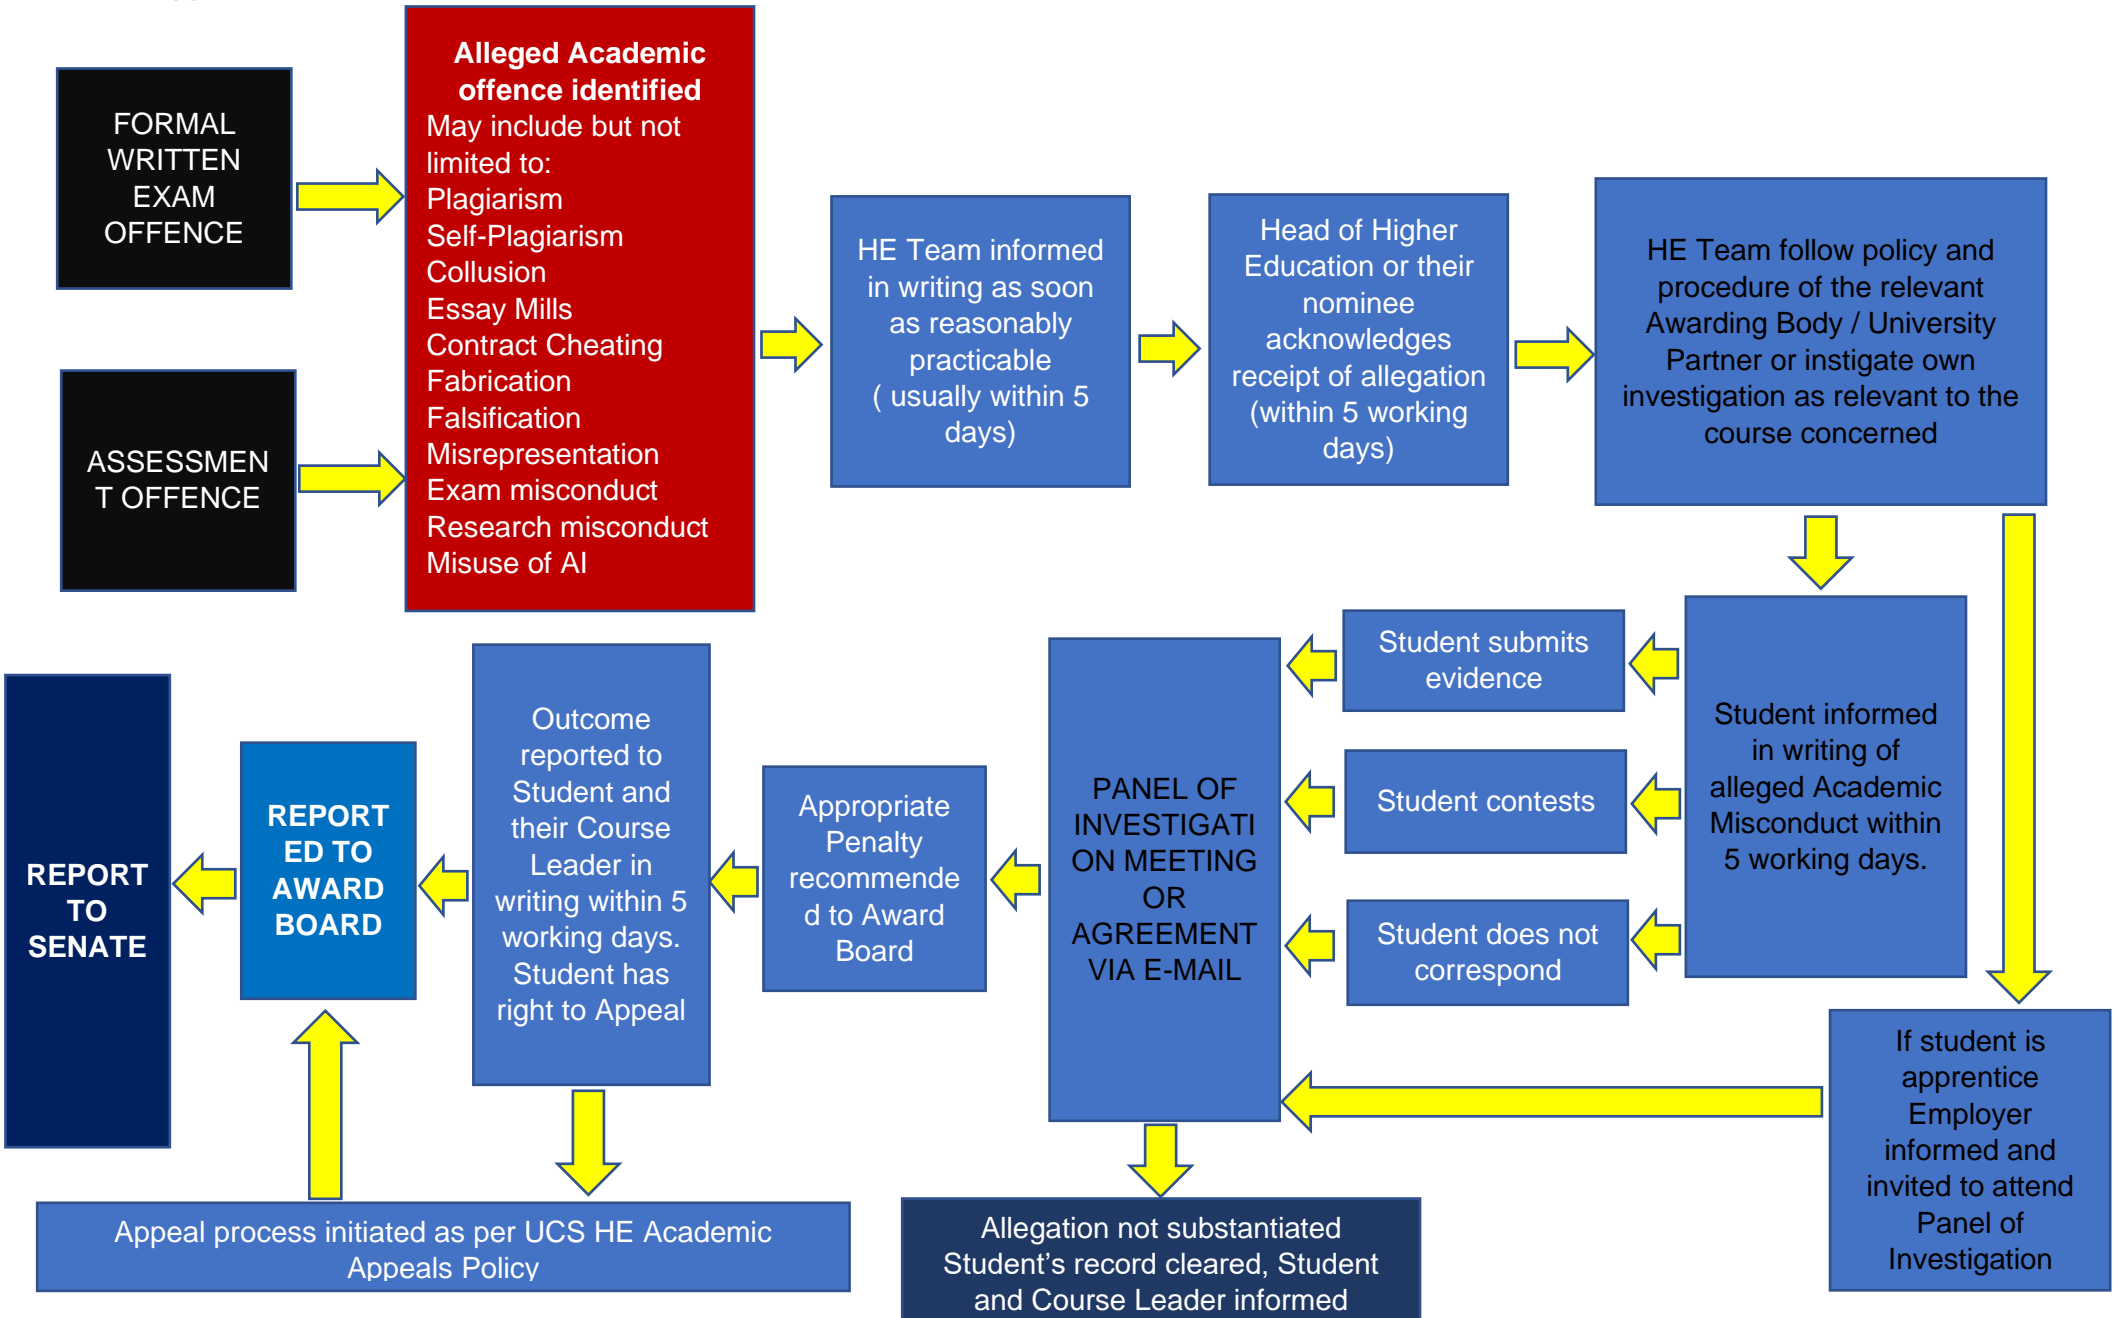 FORMAL
WRITTEN
EXAM
OFFENCE
ASSESSMEN
T OFFENCE
Alleged Academic
offence identified
May include but not
limited to:
Plagiarism
Self-Plagiarism
Collusion
Essay Mills
Contract Cheating
Fabrication
Falsification
Misrepresentation
Exam misconduct
Research misconduct
Misuse of AI
HE Team informed
in writing as soon
as reasonably
practicable
( usually within 5
days)
Head of Higher
Education or their
nominee
acknowledges
receipt of allegation
(within 5 working
days)
HE Team follow policy and
procedure of the relevant
Awarding Body / University
Partner or instigate own
investigation as relevant to the
course concerned
Student informed
in writing of
alleged Academic
Misconduct within
5 working days.
If student is
apprentice
Employer
informed and
invited to attend
Panel of
Investigation
Student submits
evidence
Student contests
Student does not
correspond
PANEL OF
INVESTIGATI
ON MEETING
OR
AGREEMENT
VIA E-MAIL
Allegation not substantiated
Student’s record cleared, Student
and Course Leader informed
Appropriate
Penalty
recommende
d to Award
Board
Outcome
reported to
Student and
their Course
Leader in
writing within 5
working days.
Student has
right to Appeal
Appeal process initiated as per UCS HE Academic
Appeals Policy
REPORT
ED TO
AWARD
BOARD
REPORT
TO
SENATE